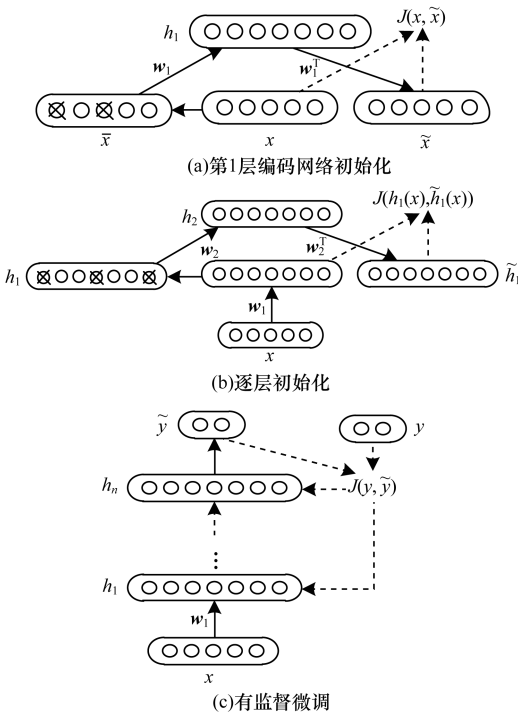 h₁
J(x, x̃)
w₁
w₁ᵀ
x̄
x
x̃
(a)第1层编码网络初始化
h₂
J(h₁(x),h̃₁(x))
w₂
w₂ᵀ
h₁
h̃₁
w₁
x
(b)逐层初始化
ỹ
y
hₙ
J(y, ỹ)
⋮
h₁
w₁
x
(c)有监督微调